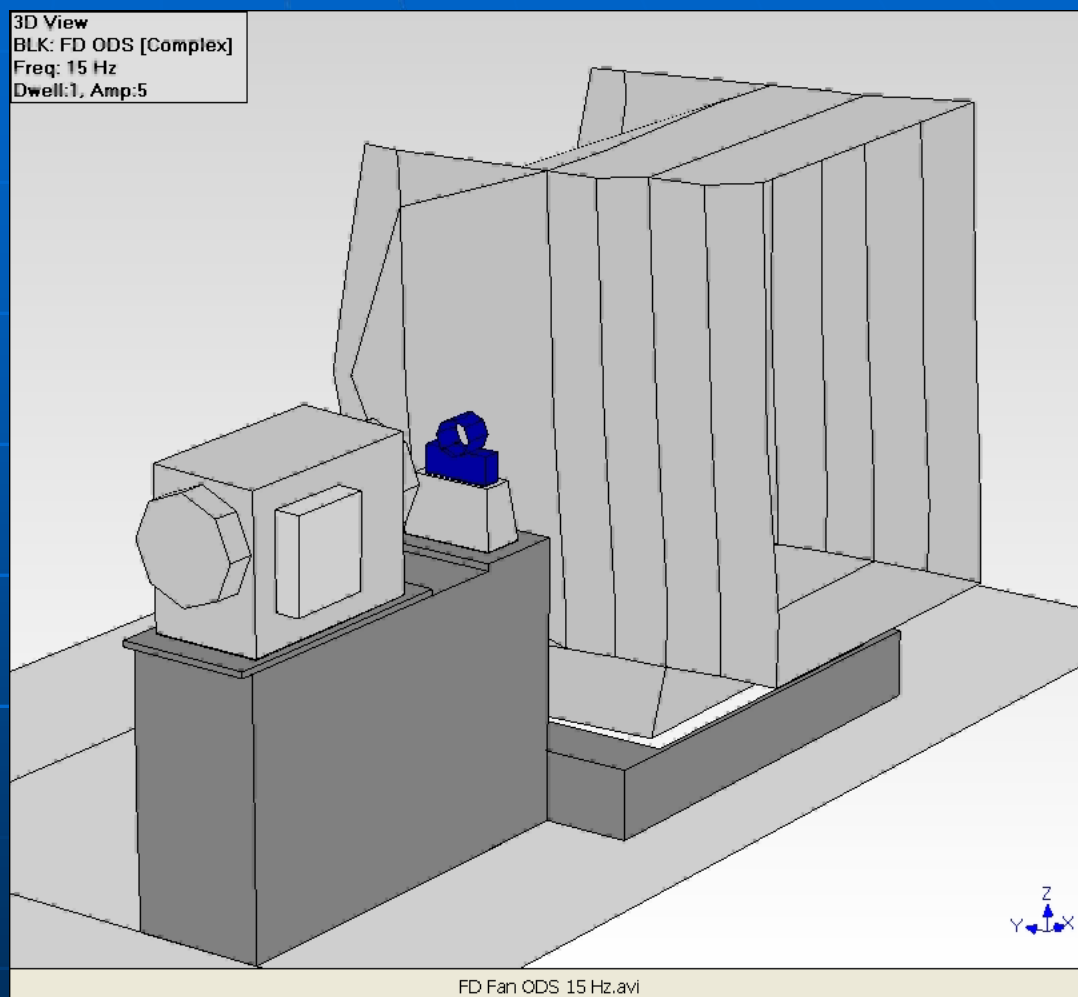 3D View
BLK: FD ODS [Complex]
Freq: 15 Hz
Dwell:1, Amp:5
Z
Y X
FD Fan ODS 15 Hz.avi